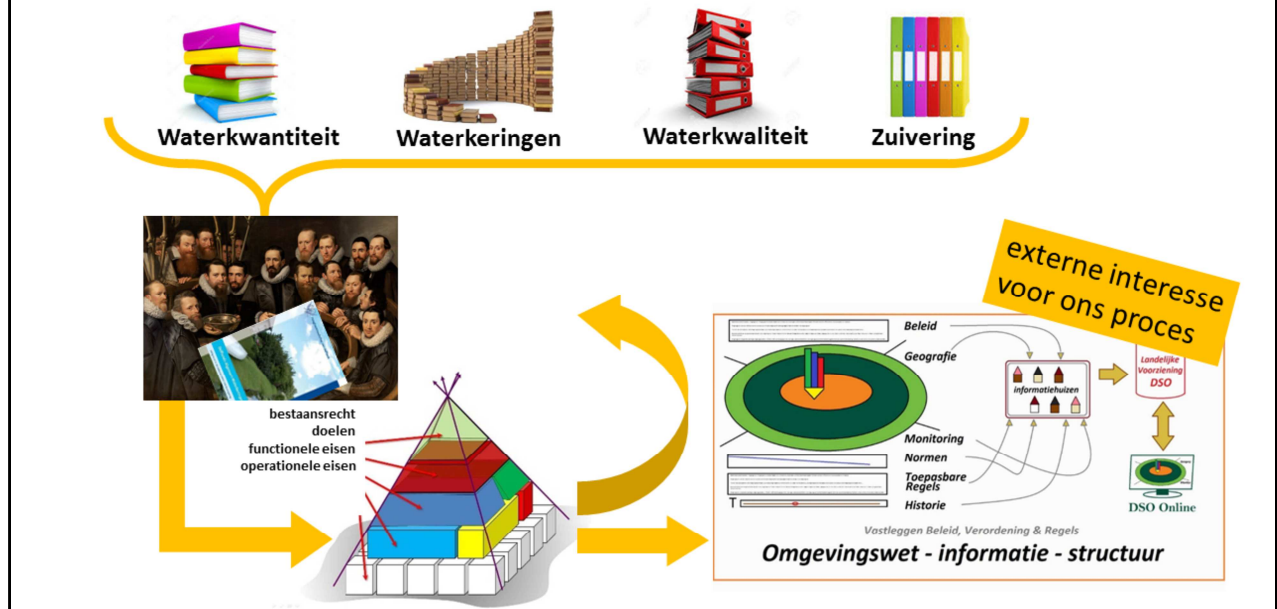 Waterkwantiteit
Waterkeringen
Waterkwaliteit
Zuivering
externe interesse
voor ons proces
bestaansrecht
doelen
functionele eisen
operationele eisen
Beleid
Geografie
informatiehuizen
Landelijke
Voorziening
DSO
Monitoring
Normen
Toepasbare
Regels
T
Historie
DSO Online
Vastleggen Beleid, Verordening & Regels
Omgevingswet - informatie - structuur